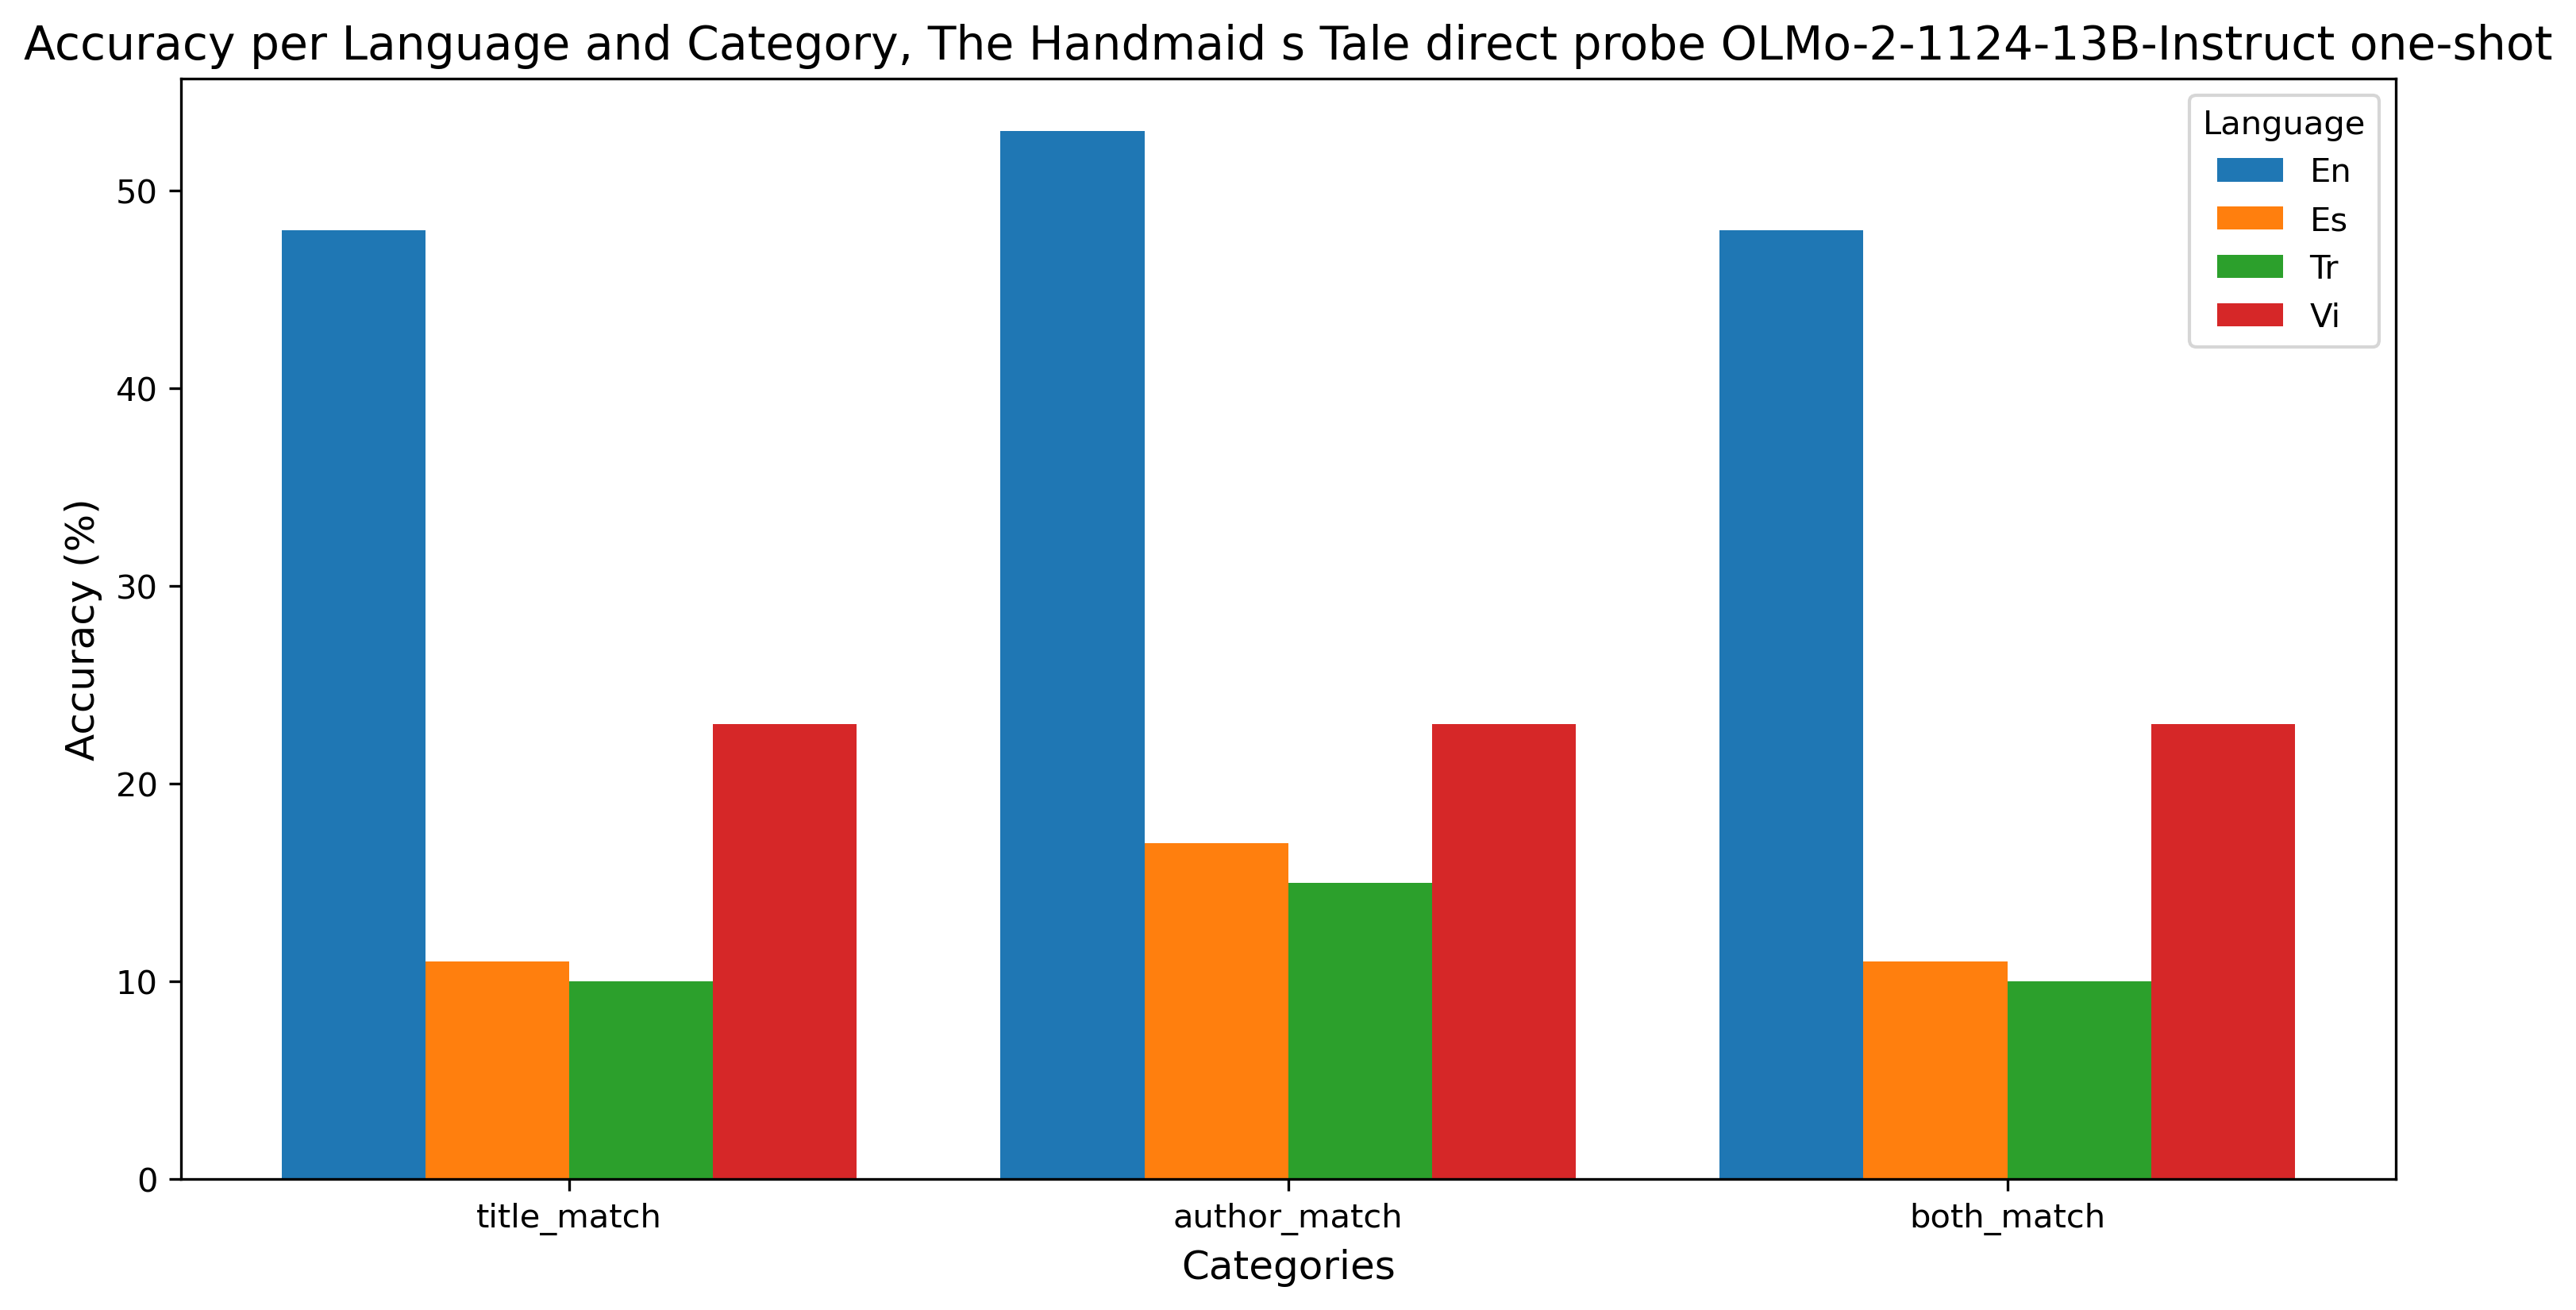 Accuracy per Language and Category, The Handmaid s Tale direct probe OLMo-2-1124-13B-Instruct one-shot
Language
En
Es
Tr
Vi
Accuracy (%)
50
40
30
20
10
0
title_match author_match both_match
Categories